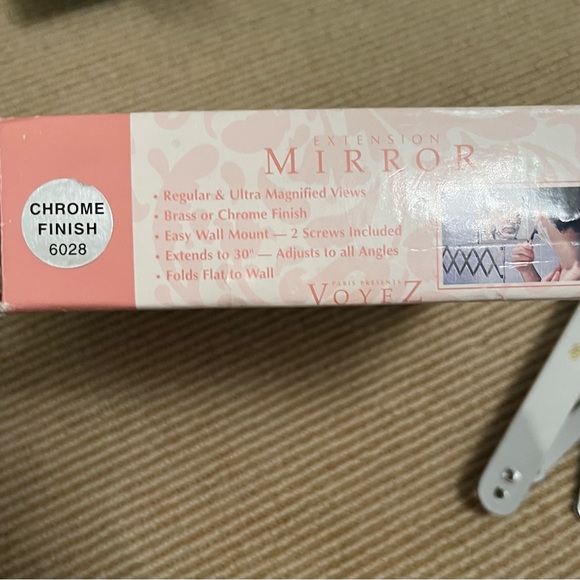 CHROME
FINISH
6028
EXTENSION
MIRROR
• Regular & Ultra Magnified Views
• Brass or Chrome Finish
• Easy Wall Mount — 2 Screws Included
• Extends to 30" — Adjusts to all Angles
• Folds Flat to Wall
PARIS PRESENTS
VOYEZ